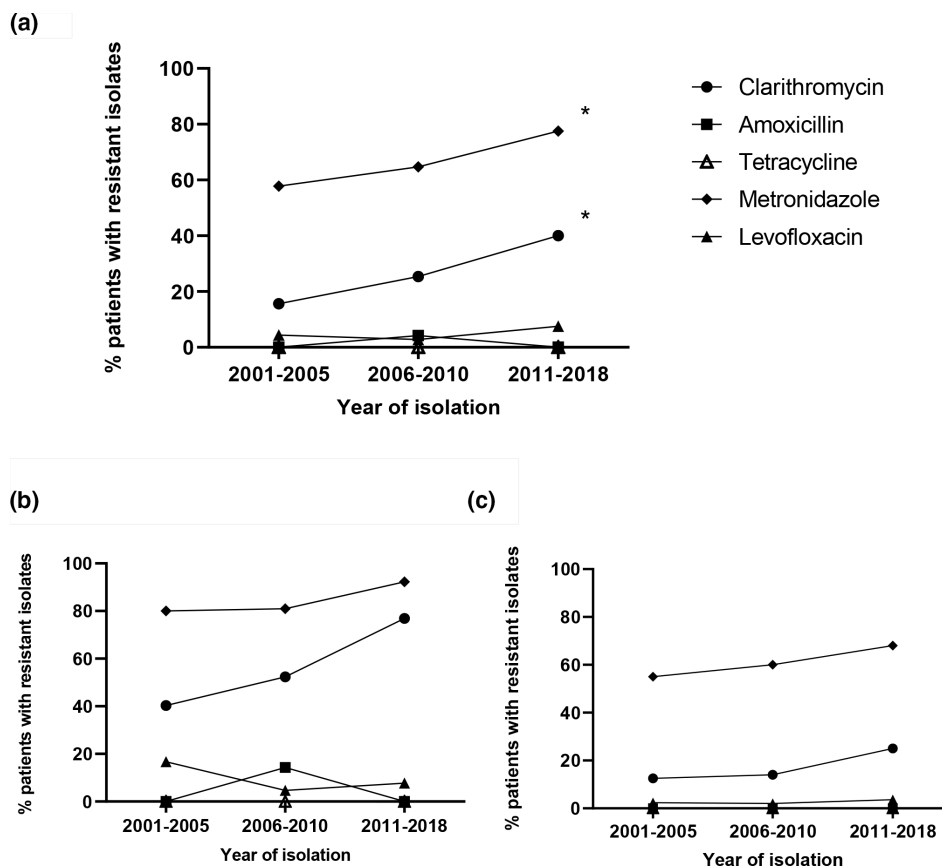 (a)
% patients with resistant isolates
100
80
60
40
20
0
*
*
2001-2005 2006-2010 2011-2018
Year of isolation
Clarithromycin
Amoxicillin
Tetracycline
Metronidazole
Levofloxacin
(b)
% patients with resistant isolates
100
80
60
40
20
0
2001-2005 2006-2010 2011-2018
Year of isolation
(c)
% patients with resistant isolates
100
80
60
40
20
0
2001-2005 2006-2010 2011-2018
Year of isolation